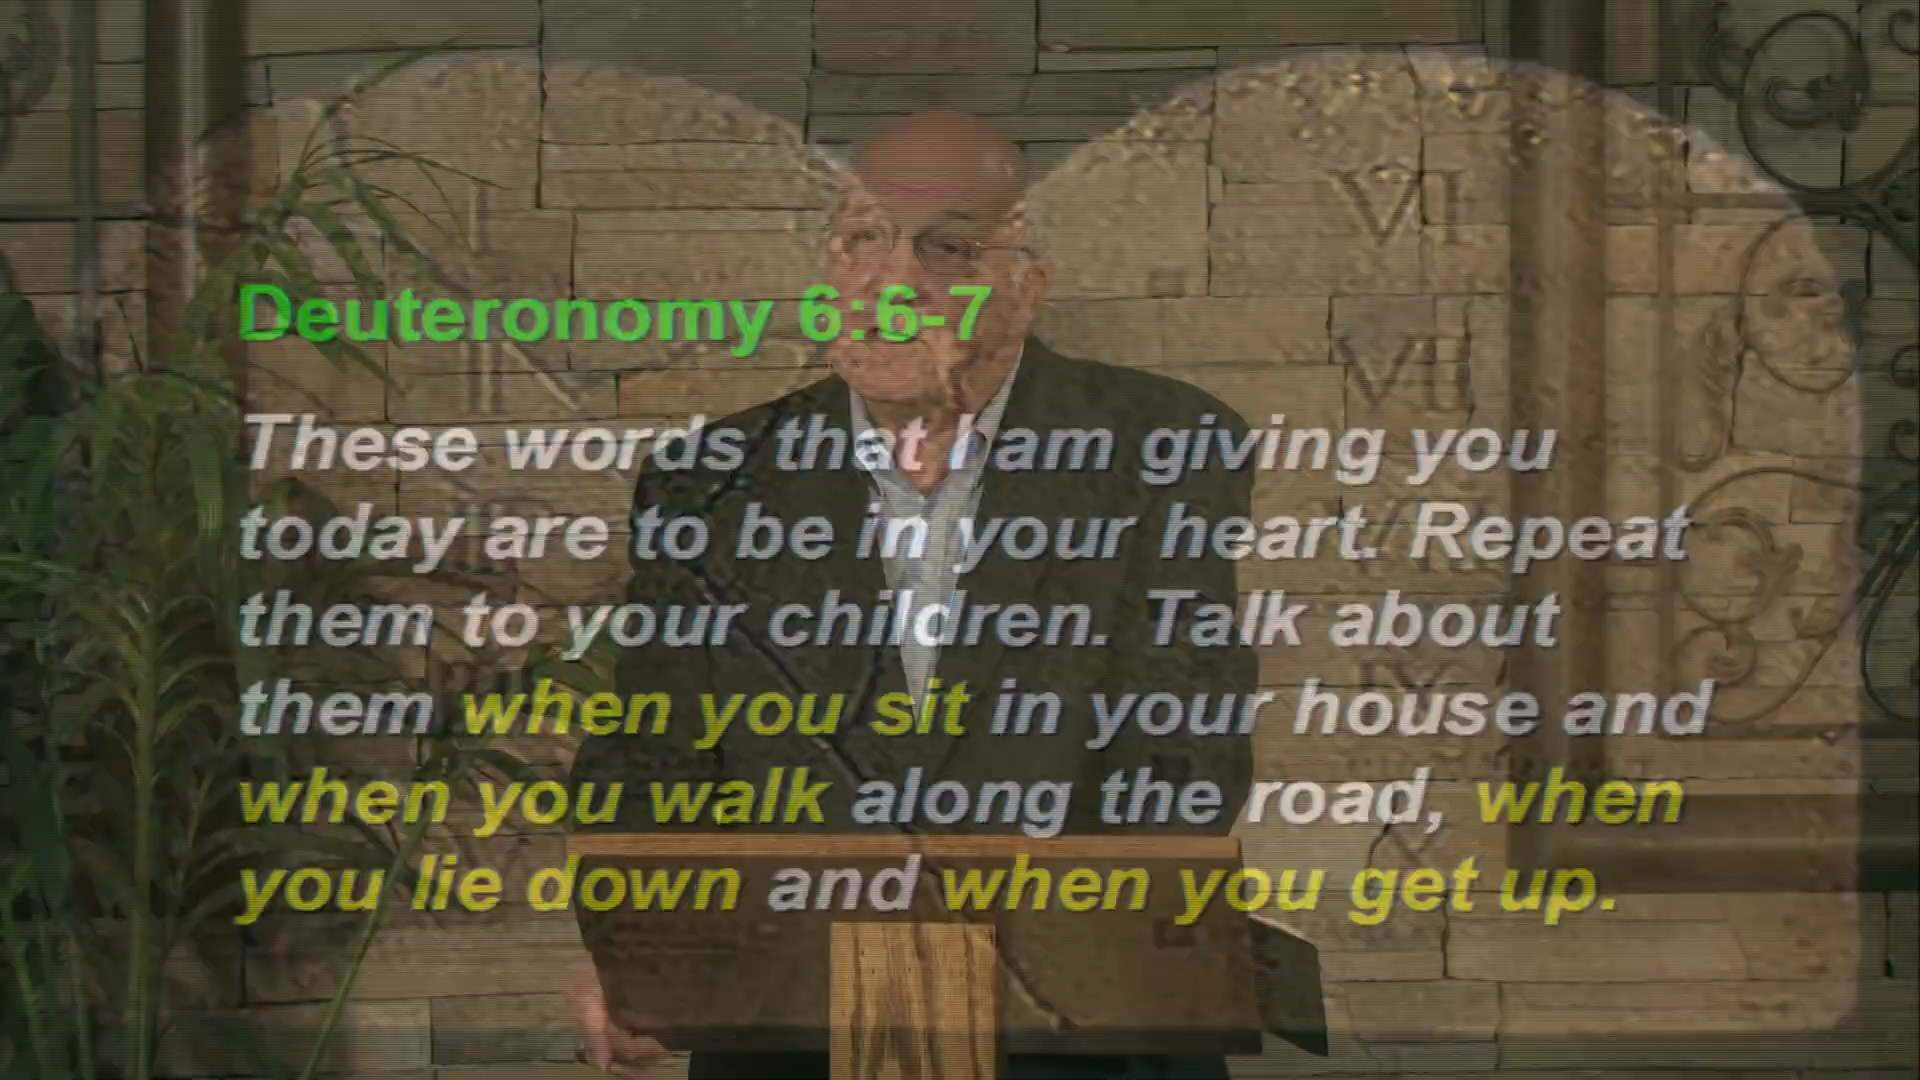 Deuteronomy 6:6-7
These words that I am giving you
today are to be in your heart. Repeat
them to your children. Talk about
them when you sit in your house and
when you walk along the road, when
you lie down and when you get up.
VI
VII